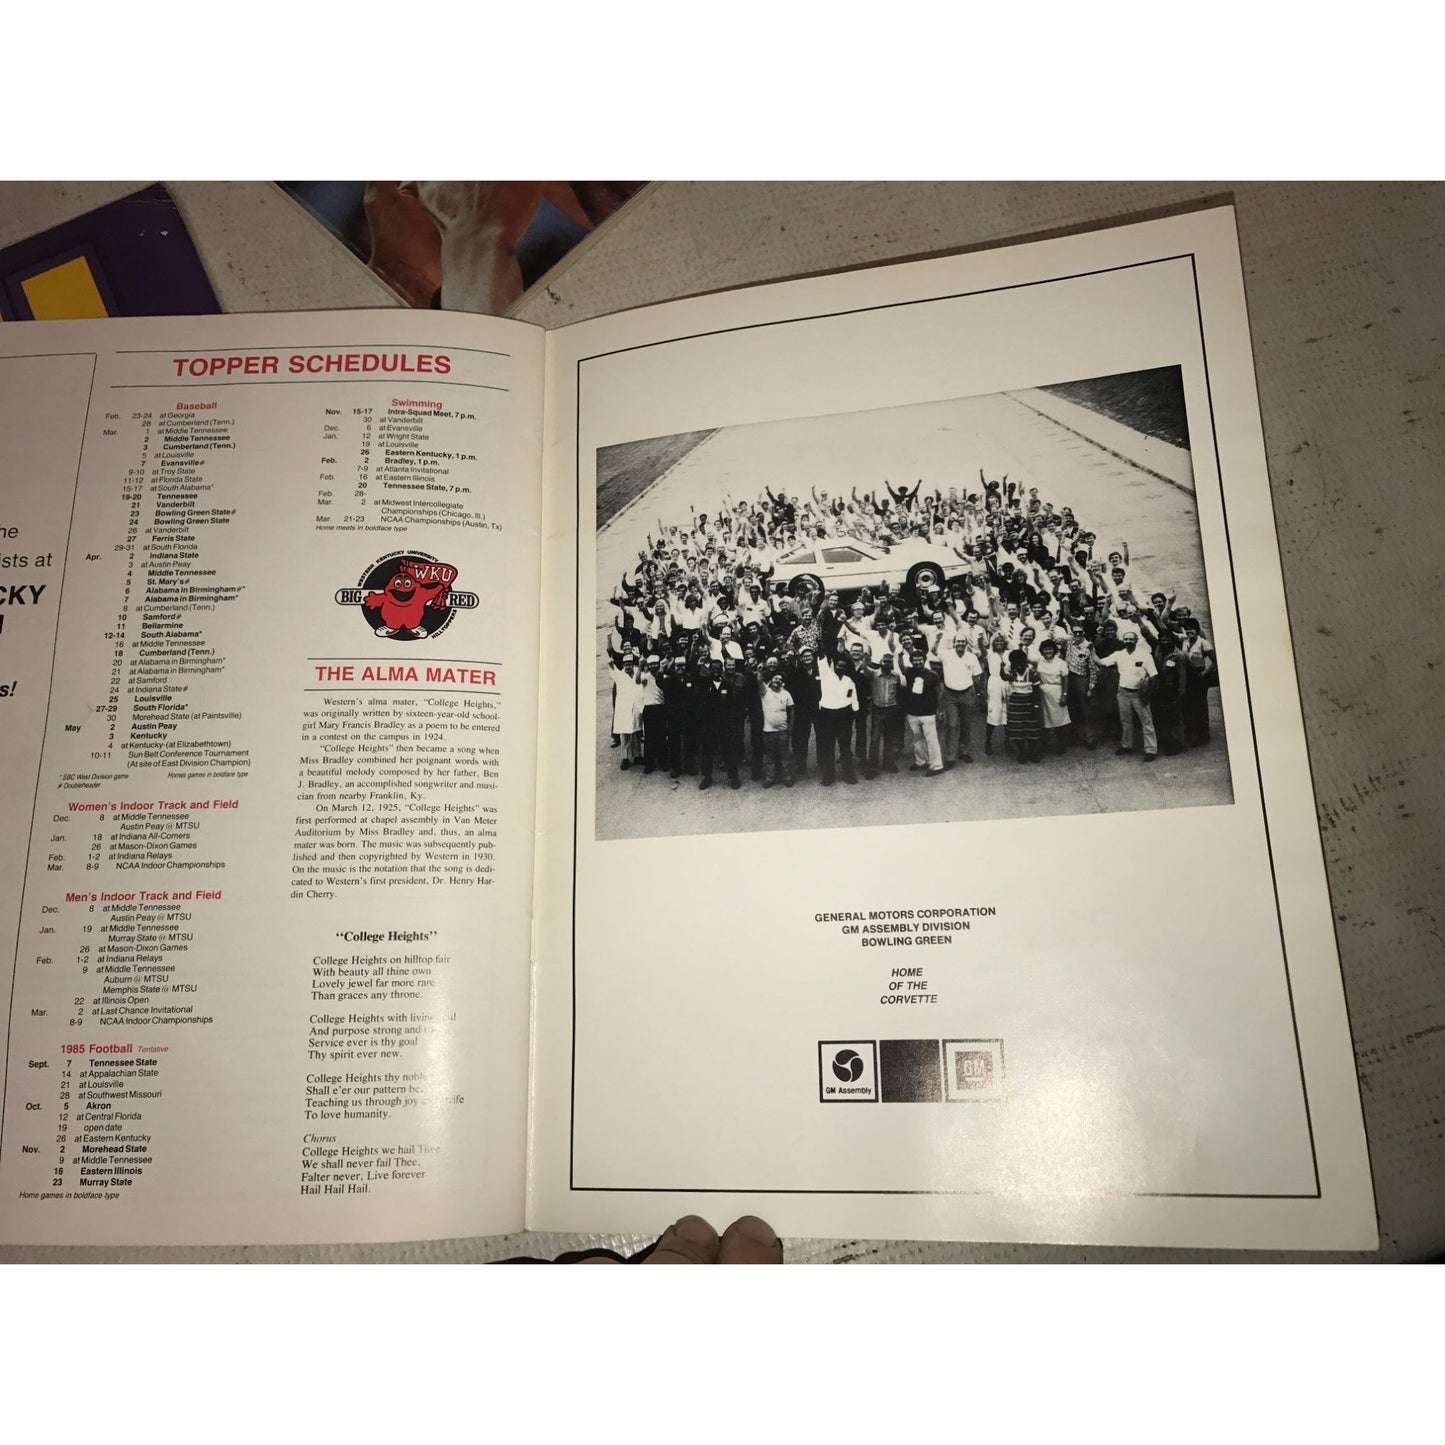 he
ists at
CKY
s!
TOPPER SCHEDULES
Baseball
Feb. 23-24 at Georgia
28 at Cumberland (Tenn.)
Mar. 1 at Middle Tennessee
2 Middle Tennessee
3 Cumberland (Tenn.)
5 at Louisville
7 Evansville#
9-10 at Troy State
11-12 at Florida State
15-17 at South Alabama*
19-20 Tennessee
21 Vanderbilt
23 Bowling Green State#
24 Bowling Green State
26 at Vanderbilt
27 Ferris State
29-31 at South Florida
Apr. 2 Indiana State
3 at Austin Peay
4 Middle Tennessee
5 St. Mary's#
6 Alabama in Birmingham#*
7 Alabama in Birmingham*
8 at Cumberland (Tenn.)
10 Samford#
11 Bellarmine
12-14 South Alabama*
16 at Middle Tennessee
18 Cumberland (Tenn.)
20 at Alabama in Birmingham*
21 at Alabama in Birmingham*
22 at Samford
24 at Indiana State#
25 Louisville
27-29 South Florida*
30 Morehead State (at Paintsville)
May 2 Austin Peay
3 Kentucky
4 at Kentucky-(at Elizabethtown)
10-11 Sun Belt Conference Tournament
(At site of East Division Champion)
* SBC West Division game Homes games in boldface type
# Doubleheader
Women's Indoor Track and Field
Dec. 8 at Middle Tennessee
Austin Peay @ MTSU
Jan. 18 at Indiana All-Comers
26 at Mason-Dixon Games
Feb. 1-2 at Indiana Relays
Mar. 8-9 NCAA Indoor Championships
Men's Indoor Track and Field
Dec. 8 at Middle Tennessee
Austin Peay @ MTSU
Jan. 19 at Middle Tennessee
Murray State @ MTSU
26 at Mason-Dixon Games
Feb. 1-2 at Indiana Relays
9 at Middle Tennessee
Auburn @ MTSU
Memphis State @ MTSU
22 at Illinois Open
Mar. 2 at Last Chance Invitational
8-9 NCAA Indoor Championships
1985 Football Tentative
Sept. 7 Tennessee State
14 at Appalachian State
21 at Louisville
28 at Southwest Missouri
Oct. 5 Akron
12 at Central Florida
19 open date
26 at Eastern Kentucky
Nov. 2 Morehead State
9 at Middle Tennessee
16 Eastern Illinois
23 Murray State
Home games in boldface type
Swimming
Nov. 15-17 Intra-Squad Meet, 7 p.m.
30 at Vanderbilt
Dec. 6 at Evansville
Jan. 12 at Wright State
19 at Louisville
26 Eastern Kentucky, 1 p.m.
Feb. 2 Bradley, 1 p.m.
7-9 at Atlanta Invitational
Feb. 16 at Eastern Illinois
20 Tennessee State, 7 p.m.
Feb. 28-
Mar. 2 at Midwest Intercollegiate
Championships (Chicago, Ill.)
Mar. 21-23 NCAA Championships (Austin, Tx)
Home meets in boldface type
WESTERN KENTUCKY UNIVERSITY
WKU
BIG RED
HILLTOPPERS
THE ALMA MATER
Western's alma mater, "College Heights,"
was originally written by sixteen-year-old school-
girl Mary Francis Bradley as a poem to be entered
in a contest on the campus in 1924.
"College Heights" then became a song when
Miss Bradley combined her poignant words with
a beautiful melody composed by her father, Ben
J. Bradley, an accomplished songwriter and musi-
cian from nearby Franklin, Ky.
On March 12, 1925, "College Heights" was
first performed at chapel assembly in Van Meter
Auditorium by Miss Bradley and, thus, an alma
mater was born. The music was subsequently pub-
lished and then copyrighted by Western in 1930.
On the music is the notation that the song is dedi-
cated to Western's first president, Dr. Henry Har-
din Cherry.
"College Heights"
College Heights on hilltop fair
With beauty all thine own
Lovely jewel far more rare
Than graces any throne.
College Heights with living
And purpose strong and
Service ever is thy goal
Thy spirit ever new.
College Heights thy
Shall e'er our pattern be
Teaching us through joy life
To love humanity.
Chorus
College Heights we hail Thee
We shall never fail Thee.
Falter never, Live forever
Hail Hail Hail.
GENERAL MOTORS CORPORATION
GM ASSEMBLY DIVISION
BOWLING GREEN
HOME
OF THE
CORVETTE
GM Assembly
GM